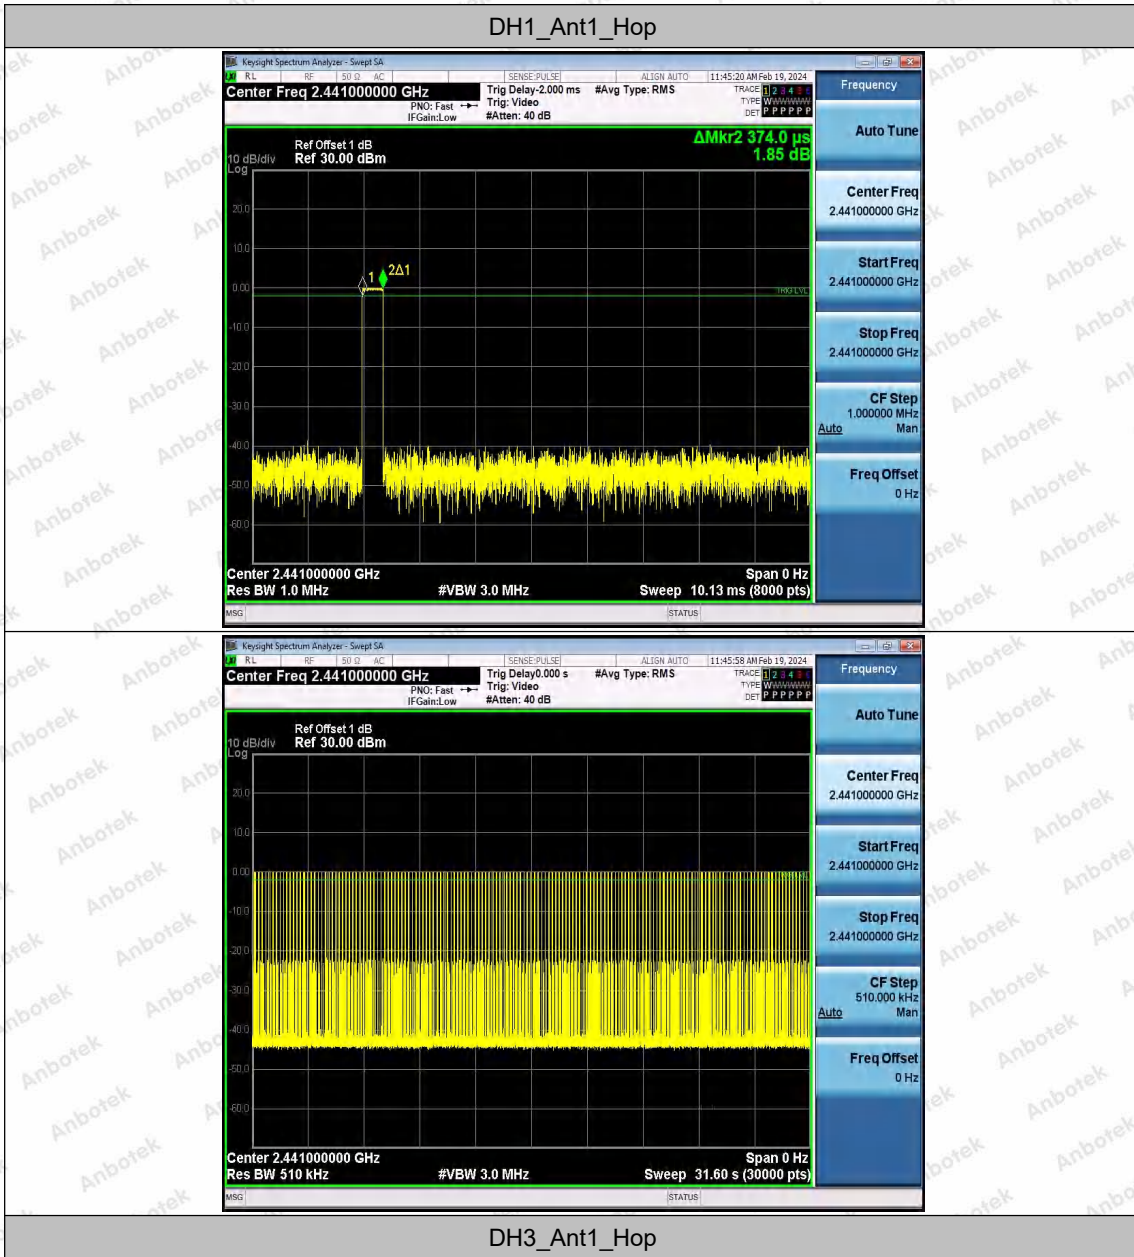 DH1_Ant1_Hop
Keysight Spectrum Analyzer - Swept SA
RL RF 50 Ω AC SENSE:PULSE ALIGN AUTO 11:45:20 AM Feb 19, 2024
Center Freq 2.441000000 GHz
PNO: Fast
IFGain:Low
Trig Delay-2.000 ms
Trig: Video
#Atten: 40 dB
#Avg Type: RMS
TRACE 1 2 3 4 5 6
TYPE WWWWWW
DET P P P P P P
ΔMkr2 374.0 µs
1.85 dB
Ref Offset 1 dB
10 dB/div Ref 30.00 dBm
Log
20.0
10.0
1 2Δ1
0.00
TRIG LVL
-10.0
-20.0
-30.0
-40.0
-50.0
-60.0
Center 2.441000000 GHz Span 0 Hz
Res BW 1.0 MHz #VBW 3.0 MHz Sweep 10.13 ms (8000 pts)
MSG STATUS
Frequency
Auto Tune
Center Freq
2.441000000 GHz
Start Freq
2.441000000 GHz
Stop Freq
2.441000000 GHz
CF Step
1.000000 MHz
Auto Man
Freq Offset
0 Hz
Keysight Spectrum Analyzer - Swept SA
RL RF 50 Ω AC SENSE:PULSE ALIGN AUTO 11:45:58 AM Feb 19, 2024
Center Freq 2.441000000 GHz
PNO: Fast
IFGain:Low
Trig Delay0.000 s
Trig: Video
#Atten: 40 dB
#Avg Type: RMS
TRACE 1 2 3 4 5 6
TYPE WWWWWW
DET P P P P P P
Ref Offset 1 dB
10 dB/div Ref 30.00 dBm
Log
20.0
10.0
0.00
-10.0
-20.0
-30.0
-40.0
-50.0
-60.0
Center 2.441000000 GHz Span 0 Hz
Res BW 510 kHz #VBW 3.0 MHz Sweep 31.60 s (30000 pts)
MSG STATUS
Frequency
Auto Tune
Center Freq
2.441000000 GHz
Start Freq
2.441000000 GHz
Stop Freq
2.441000000 GHz
CF Step
510.000 kHz
Auto Man
Freq Offset
0 Hz
DH3_Ant1_Hop